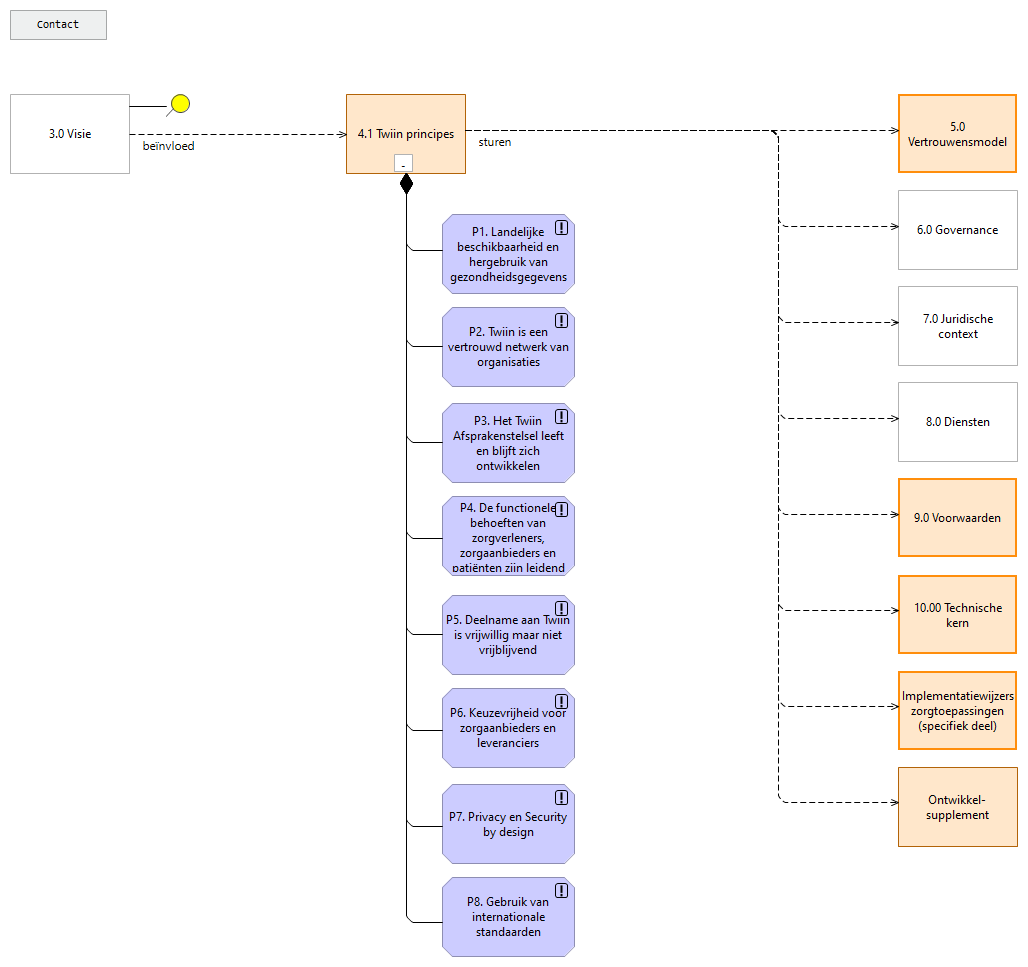 Contact
3.0 Visie
beïnvloed
4.1 Twiin principes
-
sturen
P1. Landelijke
beschikbaarheid en
hergebruik van
gezondheidsgegevens
P2. Twiin is een
vertrouwd netwerk van
organisaties
P3. Het Twiin
Afsprakenstelsel leeft
en blijft zich
ontwikkelen
P4. De functionele
behoeften van
zorgverleners,
zorgaanbieders en
patiënten zijn leidend
P5. Deelname aan Twiin
is vrijwillig maar niet
vrijblijvend
P6. Keuzevrijheid voor
zorgaanbieders en
leveranciers
P7. Privacy en Security
by design
P8. Gebruik van
internationale
standaarden
5.0
Vertrouwensmodel
6.0 Governance
7.0 Juridische
context
8.0 Diensten
9.0 Voorwaarden
10.00 Technische
kern
Implementatiewijzers
zorgtoepassingen
(specifiek deel)
Ontwikkel-
supplement